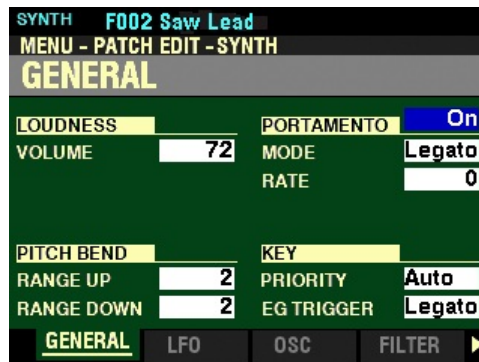 SYNTH F002 Saw Lead
MENU - PATCH EDIT - SYNTH
GENERAL
LOUDNESS
VOLUME 72
PORTAMENTO On
MODE Legato
RATE 0
PITCH BEND
RANGE UP 2
RANGE DOWN 2
KEY
PRIORITY Auto
EG TRIGGER Legato
GENERAL LFO OSC FILTER